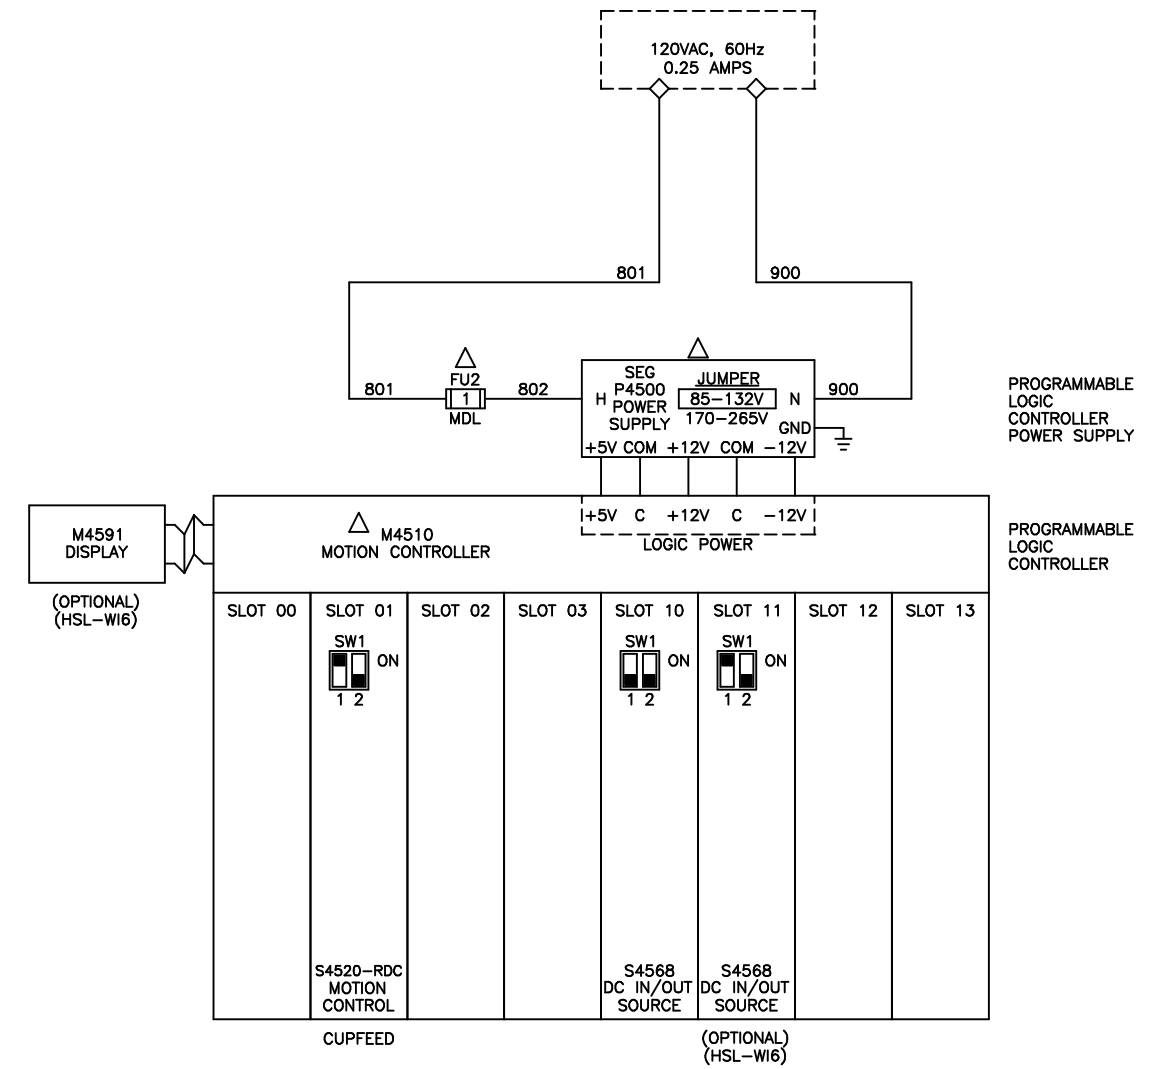 120VAC, 60Hz
0.25 AMPS
801
900
801
FU2
1
MDL
802
SEG
P4500
POWER
SUPPLY
H
JUMPER
85-132V
170-265V
N
GND
900
+5V COM +12V COM -12V
PROGRAMMABLE
LOGIC
CONTROLLER
POWER SUPPLY
M4591
DISPLAY
(OPTIONAL)
(HSL-WI6)
M4510
MOTION CONTROLLER
+5V C +12V C -12V
LOGIC POWER
PROGRAMMABLE
LOGIC
CONTROLLER
SLOT 00
SLOT 01
SLOT 02
SLOT 03
SLOT 10
SLOT 11
SLOT 12
SLOT 13
SW1
ON
1 2
SW1
ON
1 2
SW1
ON
1 2
S4520-RDC
MOTION
CONTROL
S4568
DC IN/OUT
SOURCE
S4568
DC IN/OUT
SOURCE
CUPFEED
(OPTIONAL)
(HSL-WI6)